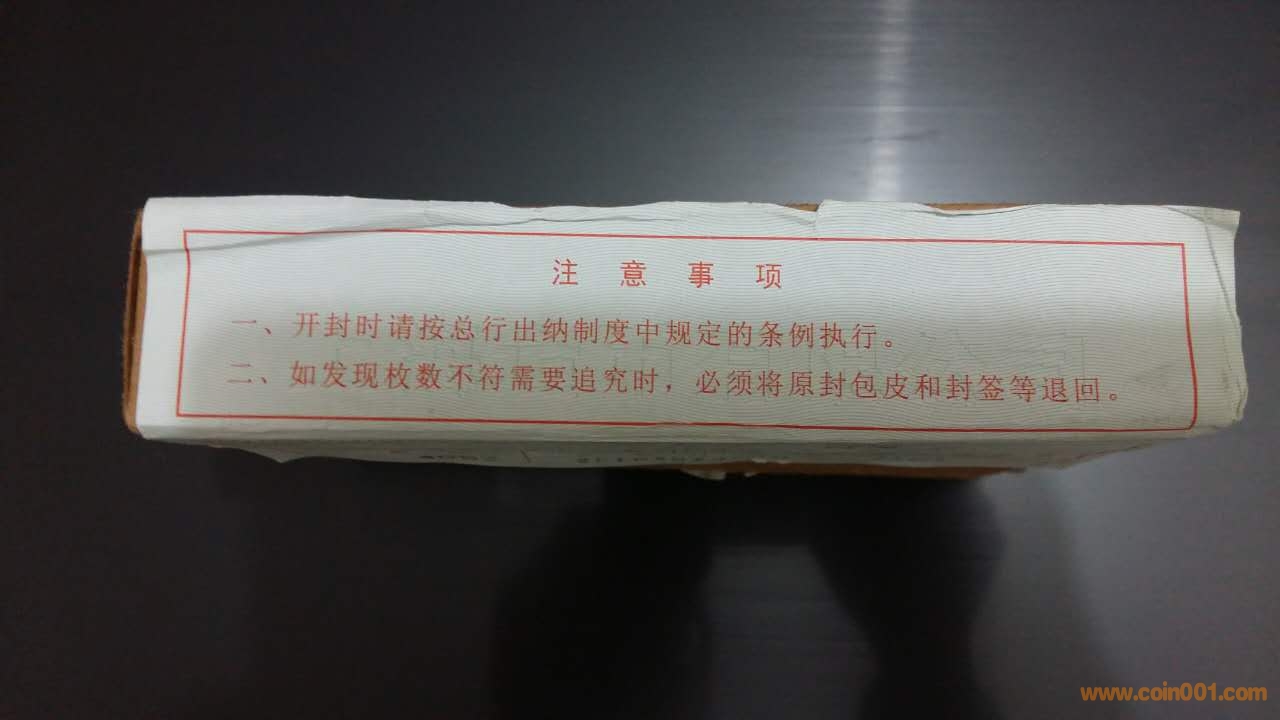 注意事项
一、开封时请按总行出纳制度中规定的条例执行。
二、如发现枚数不符需要追究时，必须将原封包皮和封签等退回。
www.coin001.com